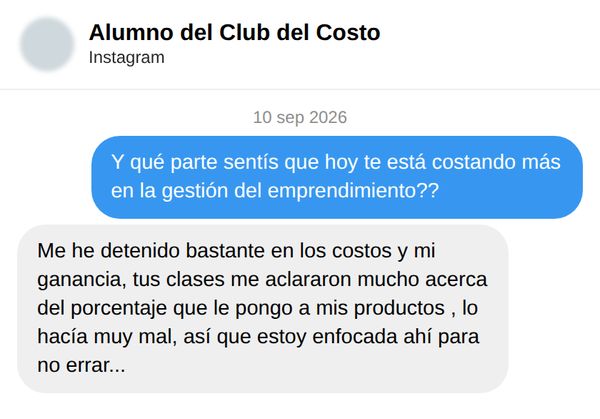 Alumno del Club del Costo
Instagram
10 sep 2026
Y qué parte sentís que hoy te está costando más
en la gestión del emprendimiento??
Me he detenido bastante en los costos y mi
ganancia, tus clases me aclararon mucho acerca
del porcentaje que le pongo a mis productos , lo
hacía muy mal, así que estoy enfocada ahí para
no errar...